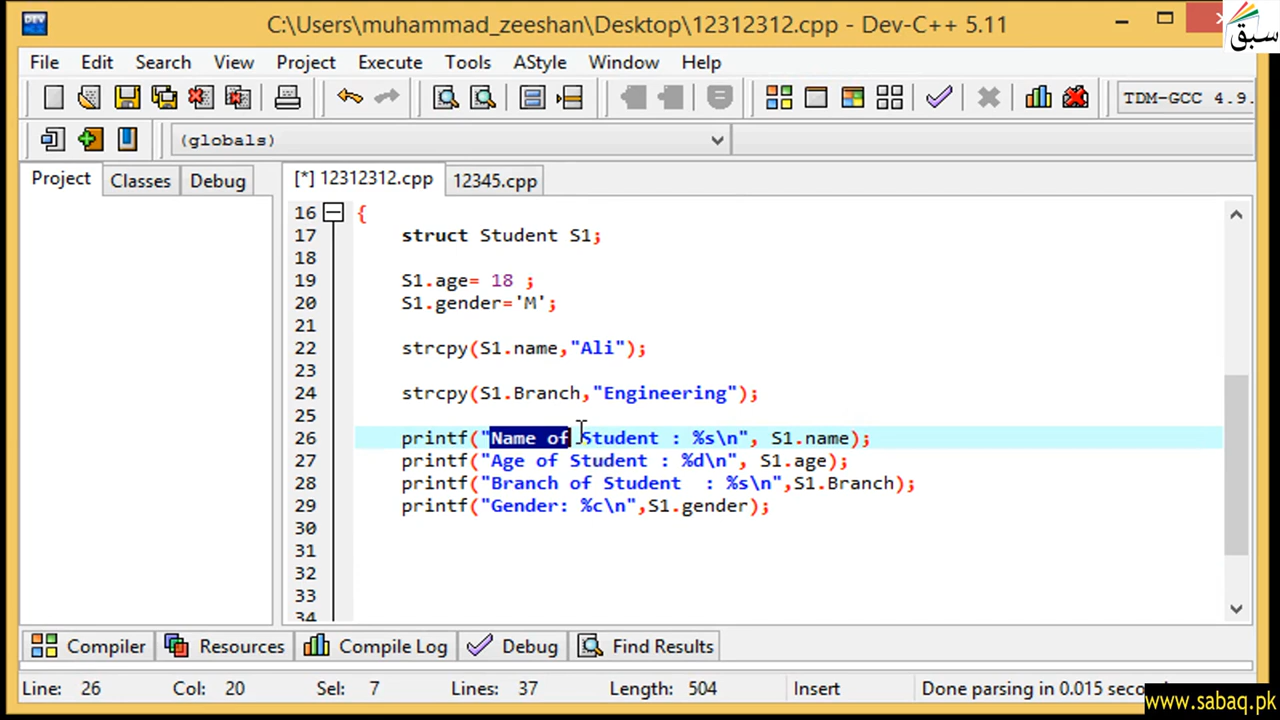 C:\Users\muhammad_zeeshan\Desktop\12312312.cpp - Dev-C++ 5.11
سبق
File Edit Search View Project Execute Tools AStyle Window Help
TDM-GCC 4.9.
(globals)
Project Classes Debug
[*] 12312312.cpp 12345.cpp
16 {
17 struct Student S1;
18
19 S1.age= 18 ;
20 S1.gender='M';
21
22 strcpy(S1.name,"Ali");
23
24 strcpy(S1.Branch,"Engineering");
25
26 printf("Name of Student : %s\n", S1.name);
27 printf("Age of Student : %d\n", S1.age);
28 printf("Branch of Student  : %s\n",S1.Branch);
29 printf("Gender: %c\n",S1.gender);
30
31
32
33
34
Compiler Resources Compile Log Debug Find Results
Line: 26 Col: 20 Sel: 7 Lines: 37 Length: 504 Insert Done parsing in 0.015 seco
www.sabaq.pk